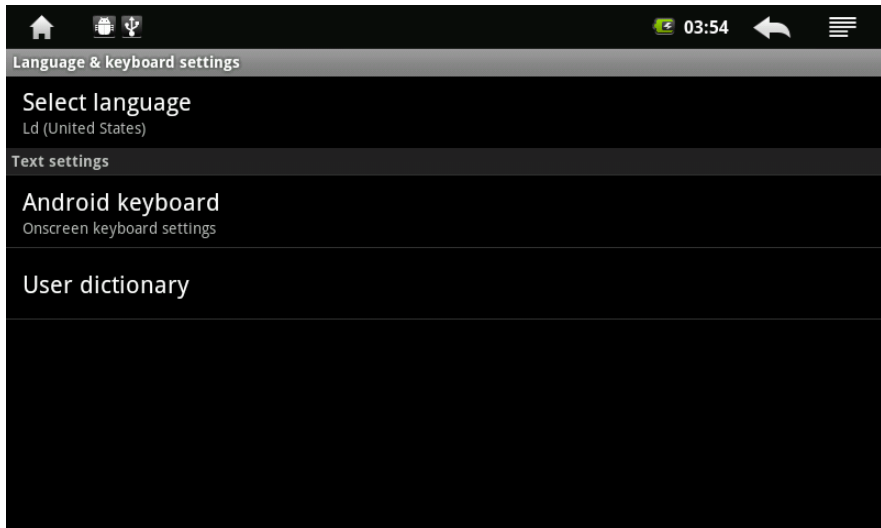 03:54
Language & keyboard settings
Select language
Ld (United States)
Text settings
Android keyboard
Onscreen keyboard settings
User dictionary